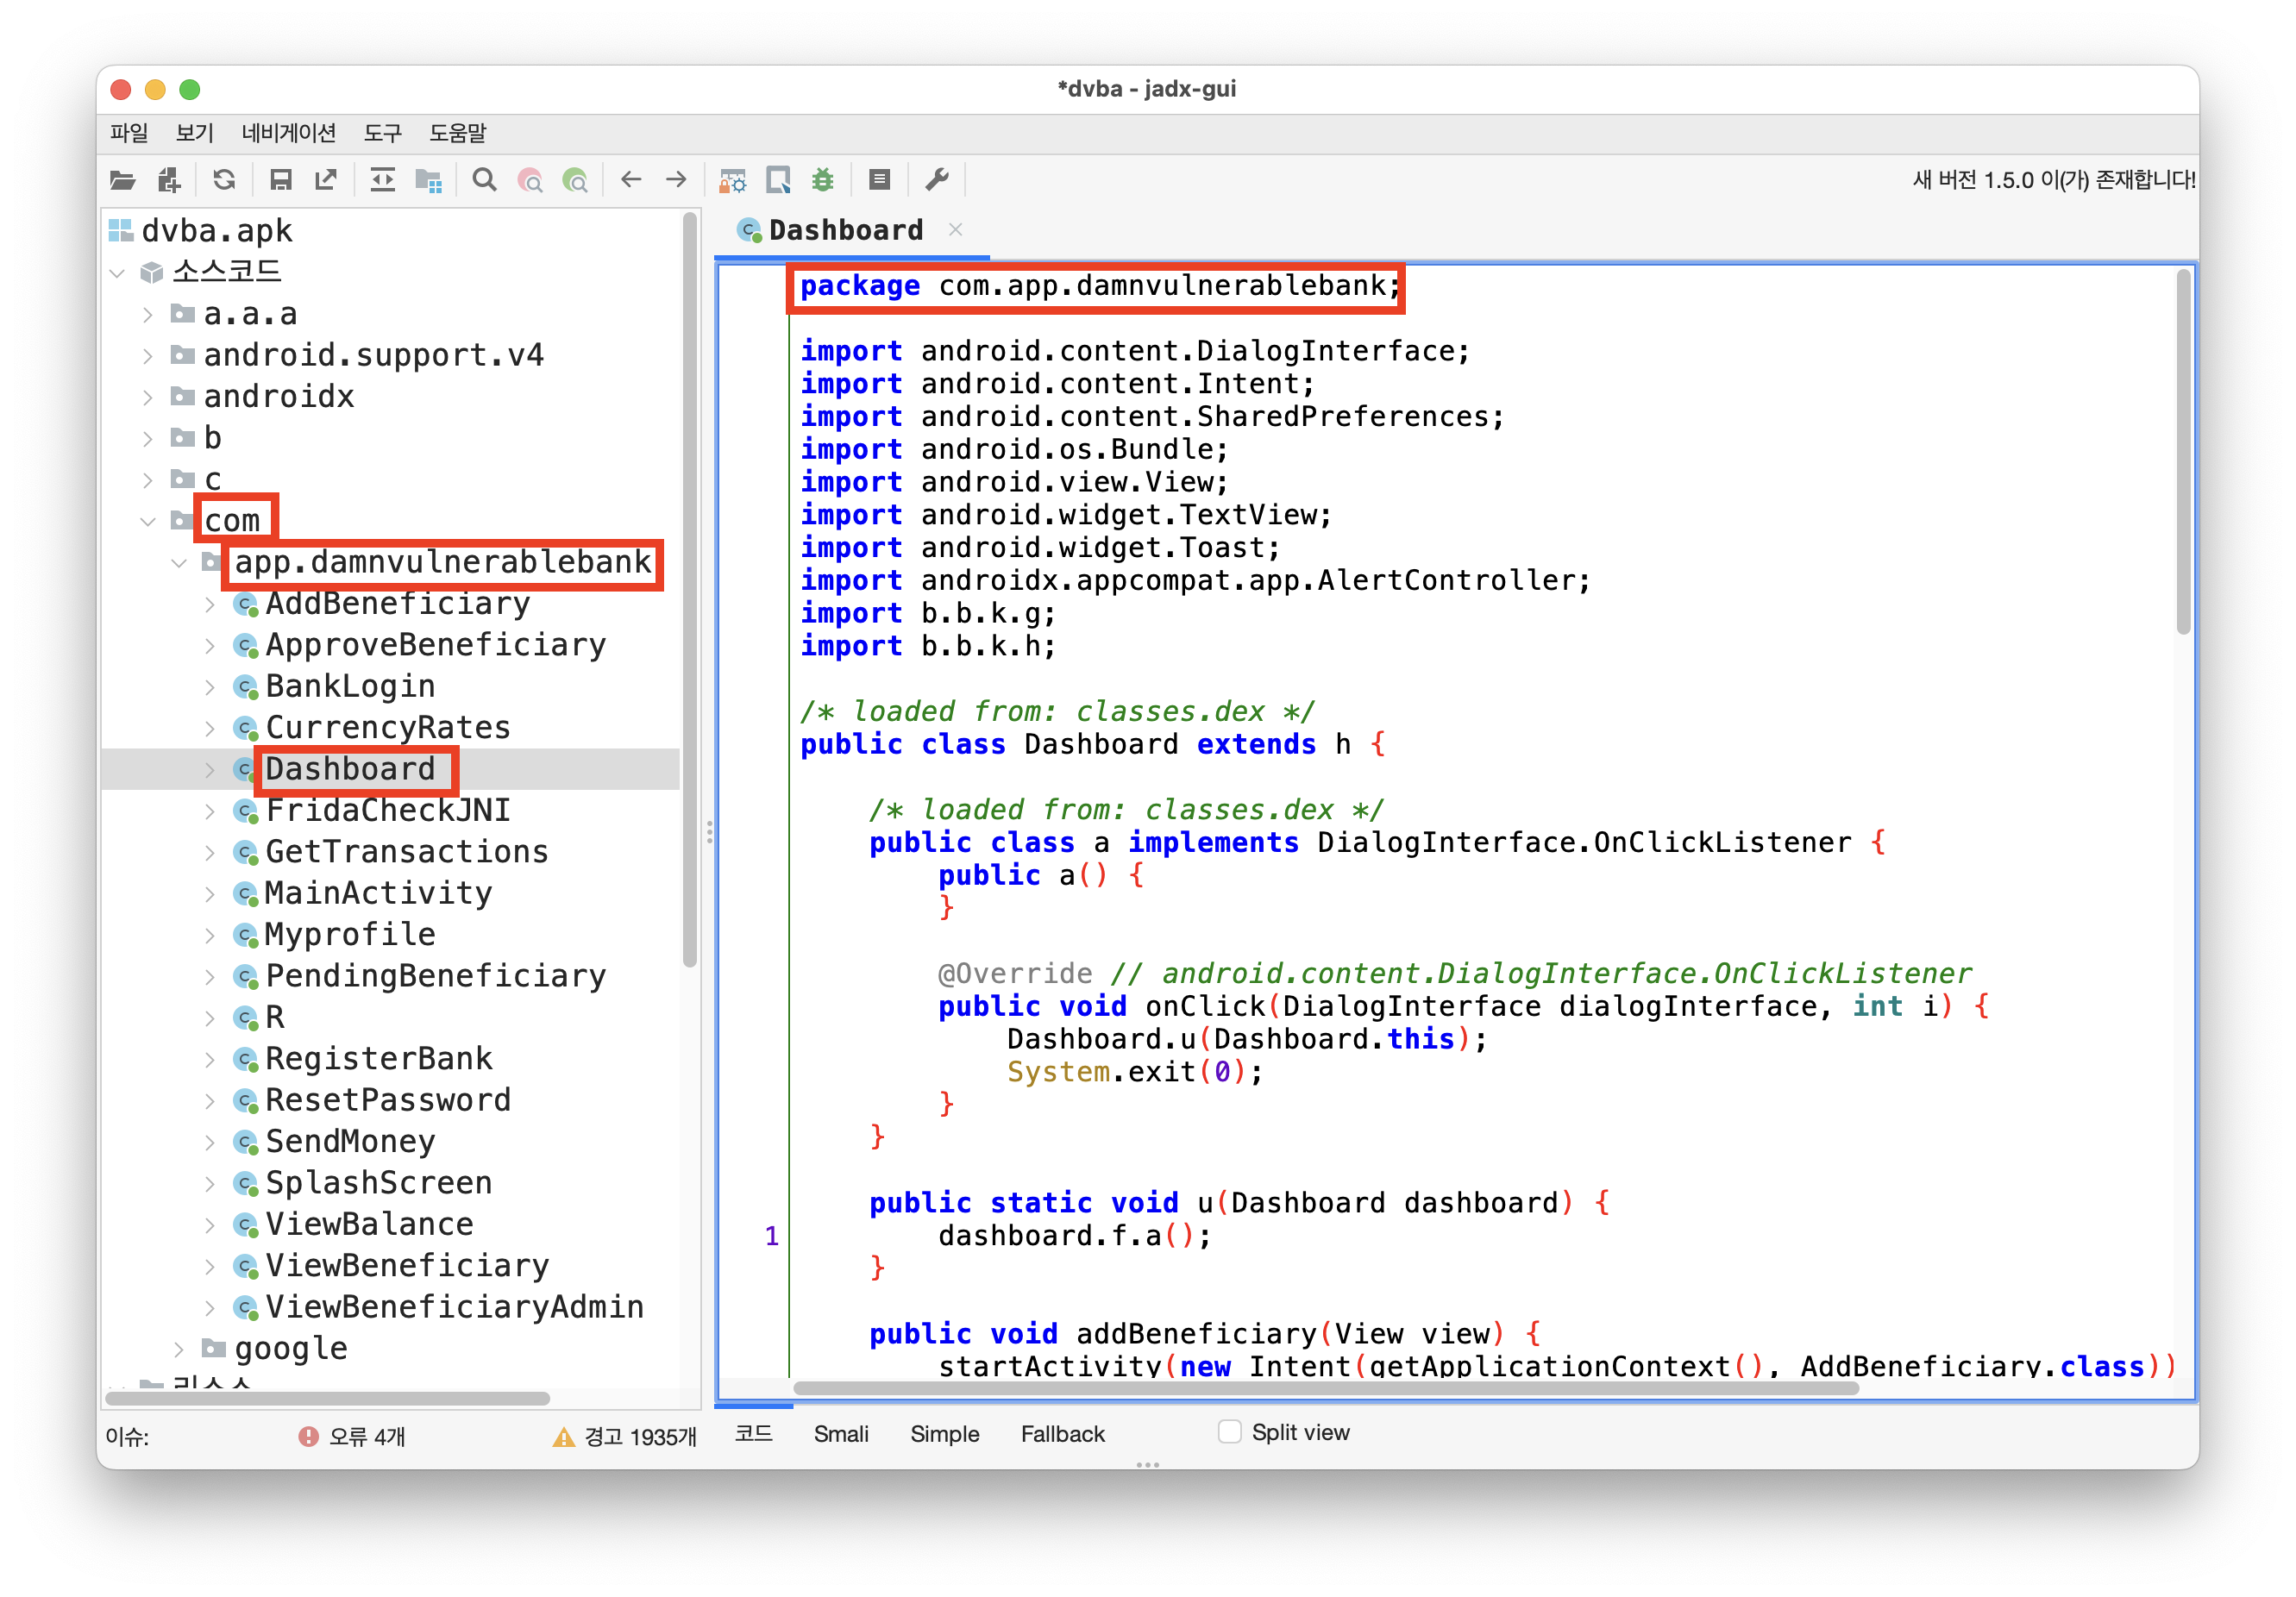 *dvba - jadx-gui
파일 보기 네비게이션 도구 도움말
새 버전 1.5.0 이(가) 존재합니다!
dvba.apk
소스코드
a.a.a
android.support.v4
androidx
b
c
com
app.damnvulnerablebank
AddBeneficiary
ApproveBeneficiary
BankLogin
CurrencyRates
Dashboard
FridaCheckJNI
GetTransactions
MainActivity
Myprofile
PendingBeneficiary
R
RegisterBank
ResetPassword
SendMoney
SplashScreen
ViewBalance
ViewBeneficiary
ViewBeneficiaryAdmin
google
리소스
이슈: 오류 4개 경고 1935개
Dashboard
package com.app.damnvulnerablebank;
import android.content.DialogInterface;
import android.content.Intent;
import android.content.SharedPreferences;
import android.os.Bundle;
import android.view.View;
import android.widget.TextView;
import android.widget.Toast;
import androidx.appcompat.app.AlertController;
import b.b.k.g;
import b.b.k.h;
/* loaded from: classes.dex */
public class Dashboard extends h {
/* loaded from: classes.dex */
public class a implements DialogInterface.OnClickListener {
public a() {
}
@Override // android.content.DialogInterface.OnClickListener
public void onClick(DialogInterface dialogInterface, int i) {
Dashboard.u(Dashboard.this);
System.exit(0);
}
}
public static void u(Dashboard dashboard) {
1 dashboard.f.a();
}
public void addBeneficiary(View view) {
startActivity(new Intent(getApplicationContext(), AddBeneficiary.class))
코드 Smali Simple Fallback Split view